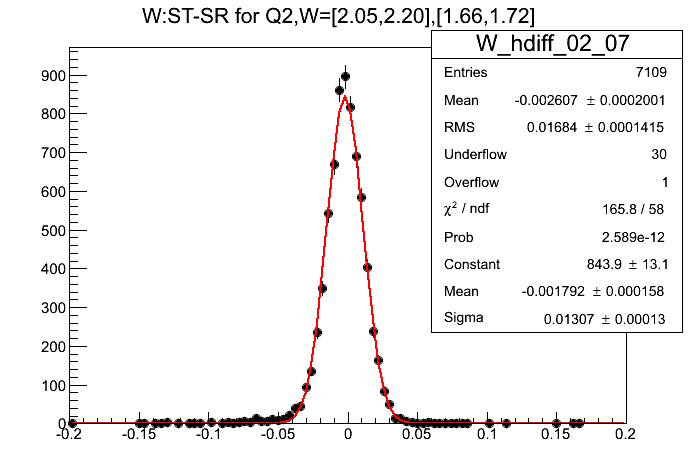 W:ST-SR for Q2,W=[2.05,2.20],[1.66,1.72]
W_hdiff_02_07
Entries 7109
Mean -0.002607 ± 0.0002001
RMS 0.01684 ± 0.0001415
Underflow 30
Overflow 1
χ² / ndf 165.8 / 58
Prob 2.589e-12
Constant 843.9 ± 13.1
Mean -0.001792 ± 0.000158
Sigma 0.01307 ± 0.00013
900
800
700
600
500
400
300
200
100
0
-0.2 -0.15 -0.1 -0.05 0 0.05 0.1 0.15 0.2